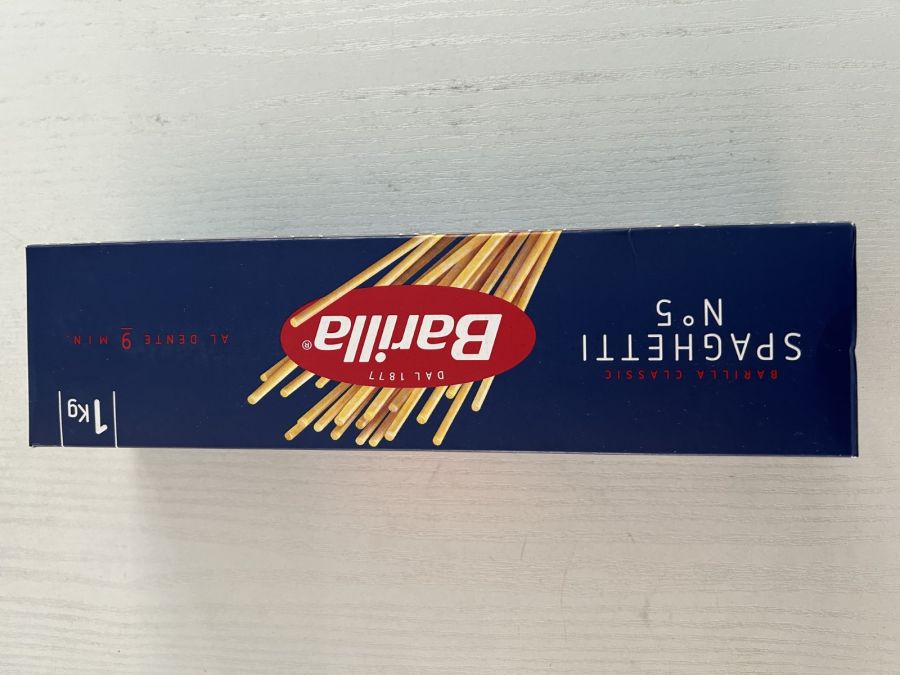 BARILLA CLASSIC
SPAGHETTI
N°5
DAL 1877
Barilla®
AL DENTE 9 MIN.
1Kg